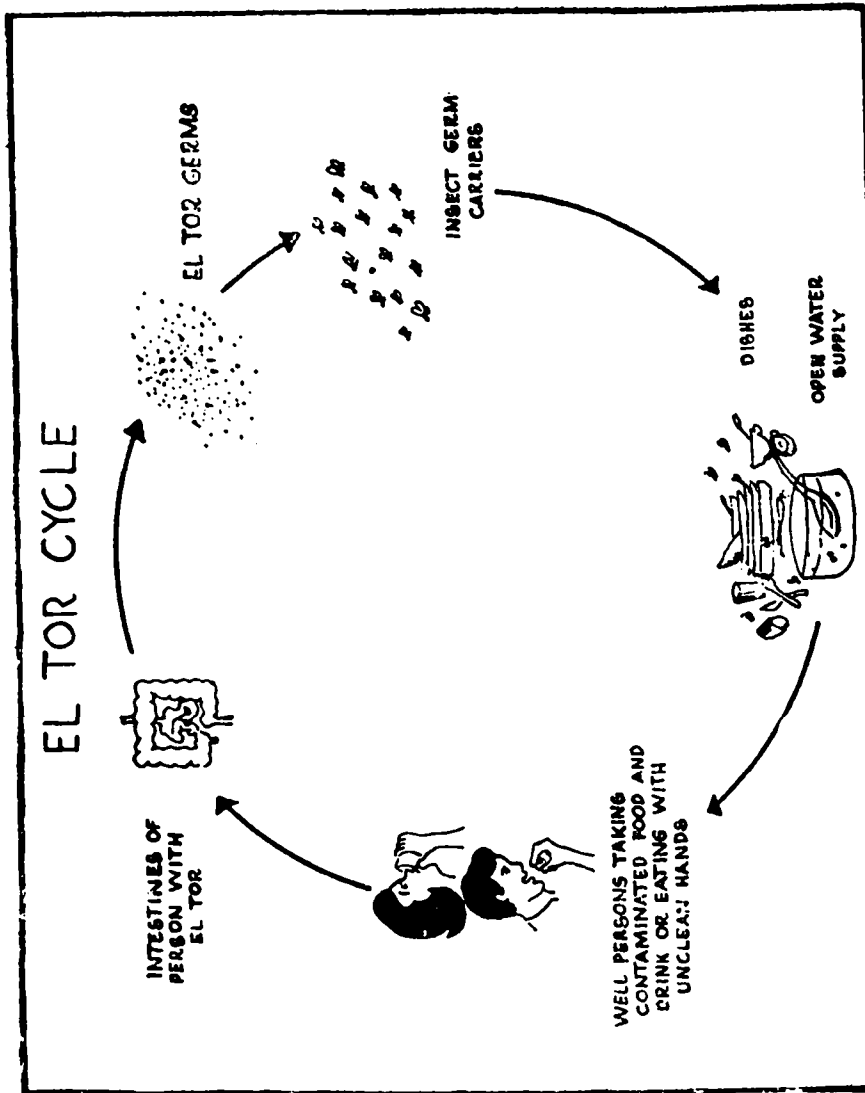 EL TOR CYCLE
EL TOR GERMS
INSECT GERM
CARRIERS
DISHES
OPEN WATER
SUPPLY
WELL PERSONS TAKING
CONTAMINATED FOOD AND
DRINK OR EATING WITH
UNCLEAN HANDS
INTESTINES OF
PERSON WITH
EL TOR